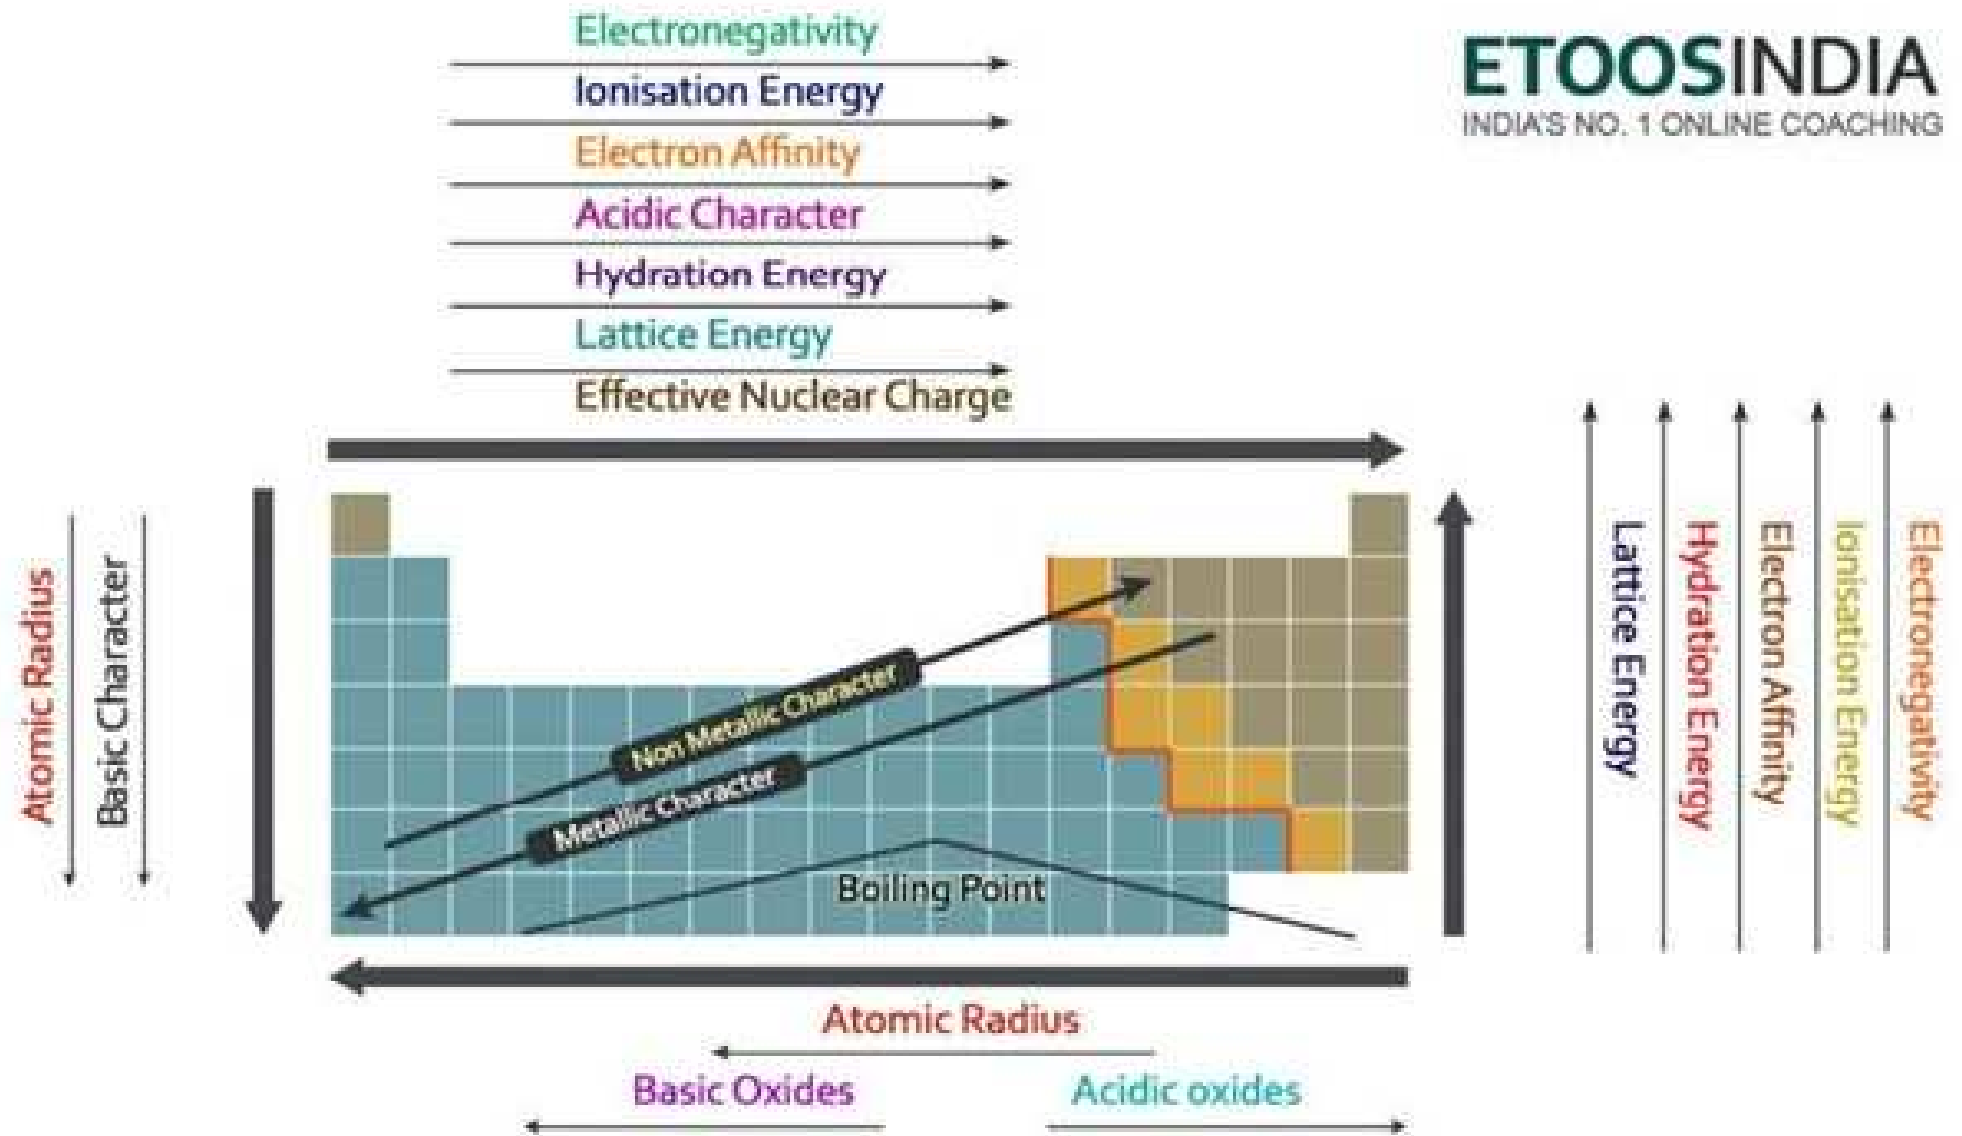 Electronegativity
Ionisation Energy
Electron Affinity
Acidic Character
Hydration Energy
Lattice Energy
Effective Nuclear Charge
ETOOSINDIA
INDIA'S NO. 1 ONLINE COACHING
Atomic Radius
Basic Character
Non Metallic Character
Metallic Character
Boiling Point
Lattice Energy
Hydration Energy
Electron Affinity
Ionisation Energy
Electronegativity
Atomic Radius
Basic Oxides
Acidic oxides